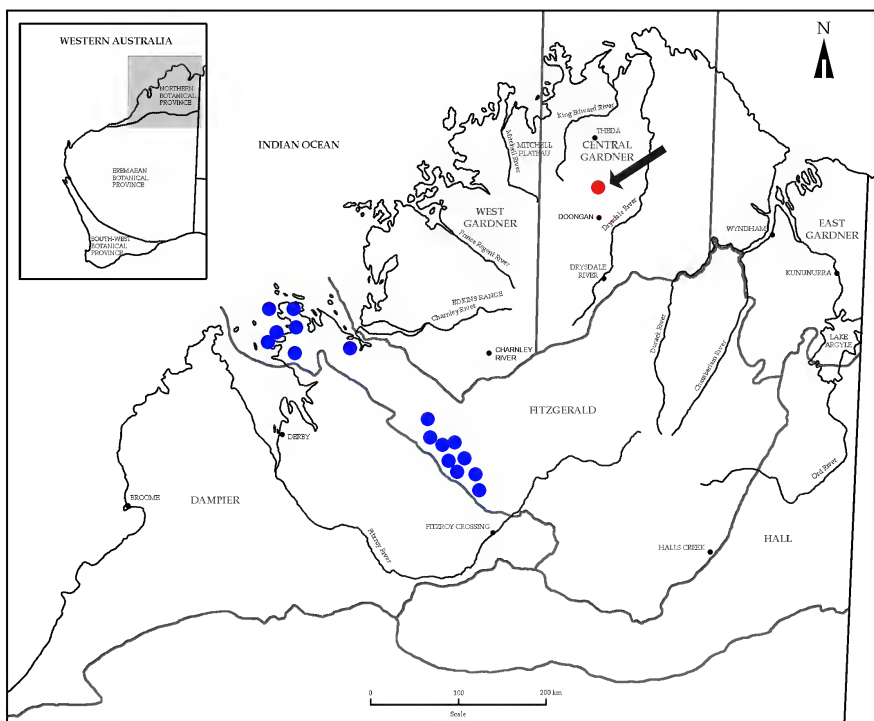 WESTERN AUSTRALIA
NORTHERN
BOTANICAL
PROVINCE
EREMAEAN
BOTANICAL
PROVINCE
SOUTH-WEST
BOTANICAL
PROVINCE
N
INDIAN OCEAN
King Edward River
THEDA
Mitchell River
MITCHELL
PLATEAU
CENTRAL
GARDNER
WEST
GARDNER
DOONGAN
Drysdale River
EAST
GARDNER
WYNDHAM
Prince Regent River
DRYSDALE
RIVER
KUNUNURRA
EDKINS RANGE
Charnley River
LAKE
ARGYLE
CHARNLEY
RIVER
Durack River
Chamberlain River
FITZGERALD
DERBY
Ord River
DAMPIER
BROOME
FITZROY CROSSING
Fitzroy River
HALLS CREEK
HALL
0 100 200 km
Scale